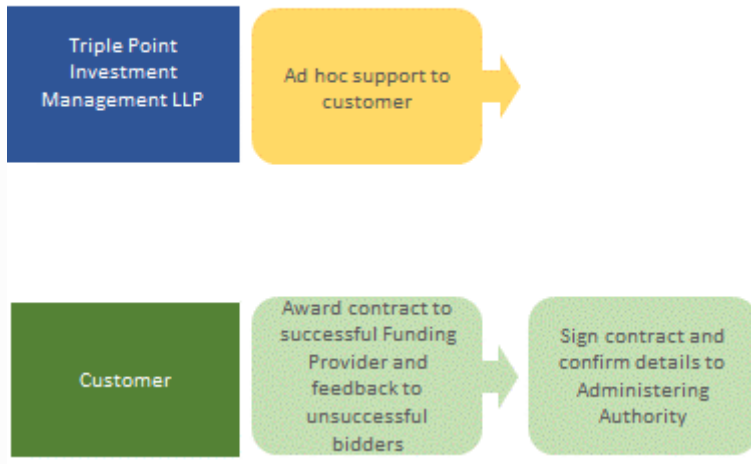 Triple Point
Investment
Management LLP
Ad hoc support to
customer
Customer
Award contract to
successful Funding
Provider and
feedback to
unsuccessful
bidders
Sign contract and
confirm details to
Administering
Authority